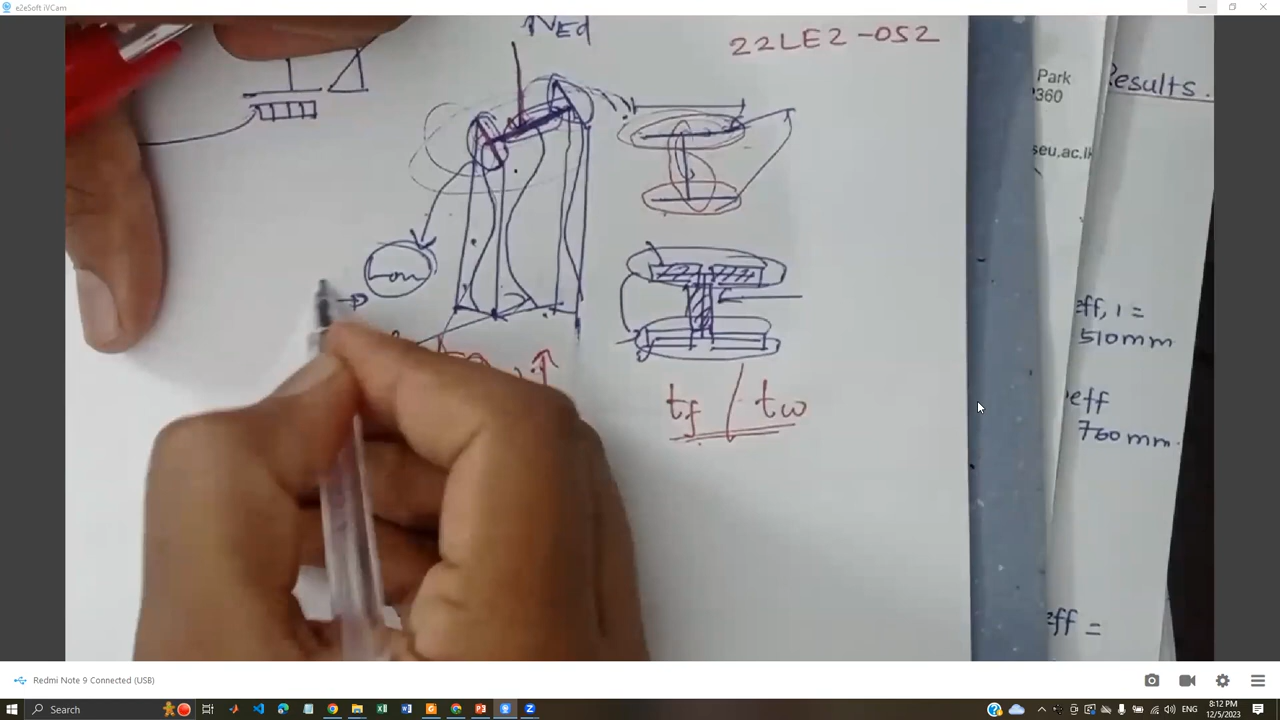 e2eSoft iVCam
NEd
22LE2-052
tf / tw
Park
360
seu.ac.lk
Results.
eff, 1 =
510mm
eff
760mm.
eff =
Redmi Note 9 Connected (USB)
Search
ENG
8:12 PM
12/5/2023